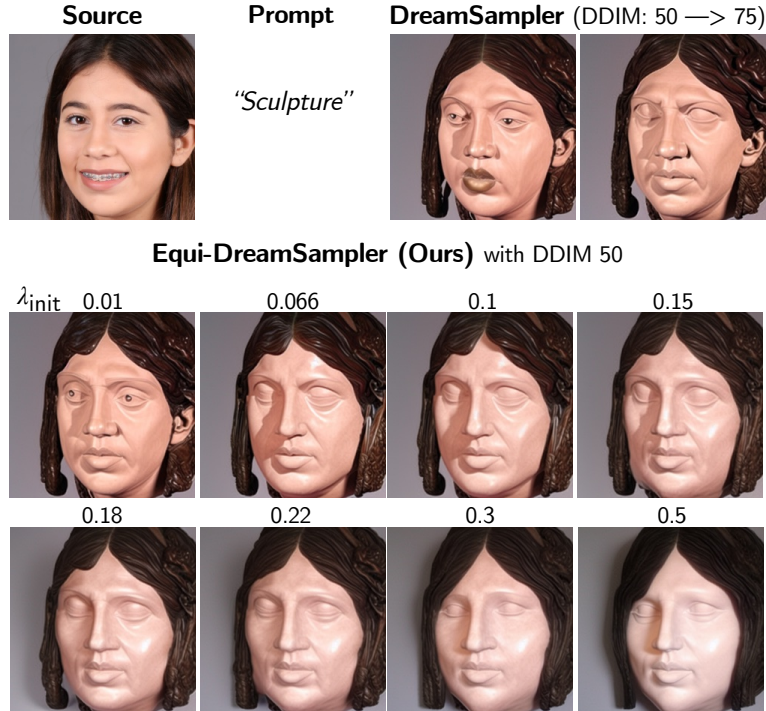 Source Prompt DreamSampler (DDIM: 50 —> 75)
“Sculpture”
Equi-DreamSampler (Ours) with DDIM 50
λinit 0.01 0.066 0.1 0.15
0.18 0.22 0.3 0.5